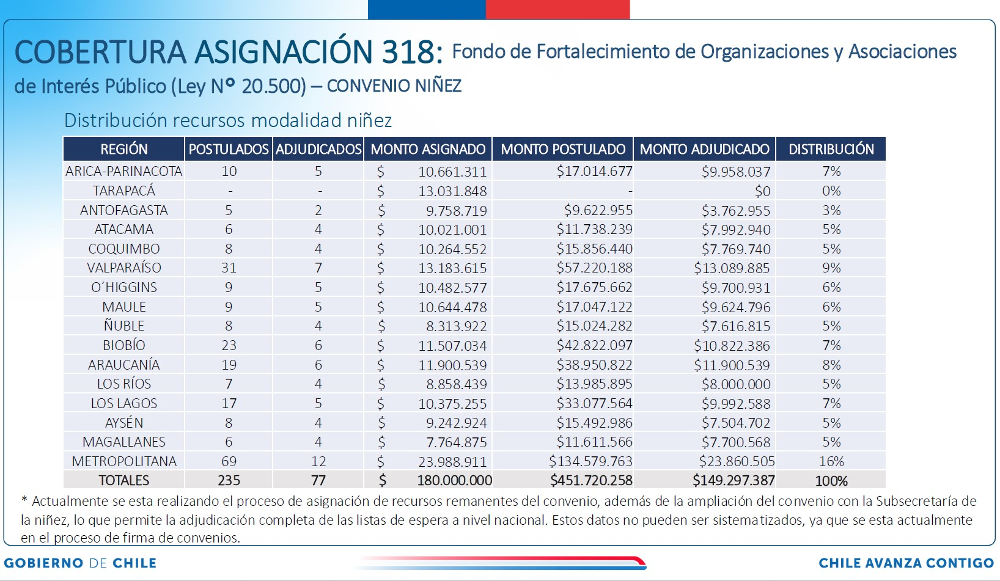 COBERTURA ASIGNACIÓN 318: Fondo de Fortalecimiento de Organizaciones y Asociaciones
de Interés Público (Ley N° 20.500) – CONVENIO NIÑEZ
Distribución recursos modalidad niñez
REGIÓN POSTULADOS ADJUDICADOS MONTO ASIGNADO MONTO POSTULADO MONTO ADJUDICADO DISTRIBUCIÓN
ARICA-PARINACOTA 10 5 $ 10.661.311 $17.014.677 $9.958.037 7%
TARAPACÁ - - $ 13.031.848 - $0 0%
ANTOFAGASTA 5 2 $ 9.758.719 $9.622.955 $3.762.955 3%
ATACAMA 6 4 $ 10.021.001 $11.738.239 $7.992.940 5%
COQUIMBO 8 4 $ 10.264.552 $15.856.440 $7.769.740 5%
VALPARAÍSO 31 7 $ 13.183.615 $57.220.188 $13.089.885 9%
O´HIGGINS 9 5 $ 10.482.577 $17.675.662 $9.700.931 6%
MAULE 9 5 $ 10.644.478 $17.047.122 $9.624.796 6%
ÑUBLE 8 4 $ 8.313.922 $15.024.282 $7.616.815 5%
BIOBÍO 23 6 $ 11.507.034 $42.822.097 $10.822.386 7%
ARAUCANÍA 19 6 $ 11.900.539 $38.950.822 $11.900.539 8%
LOS RÍOS 7 4 $ 8.858.439 $13.985.895 $8.000.000 5%
LOS LAGOS 17 5 $ 10.375.255 $33.077.564 $9.992.588 7%
AYSÉN 8 4 $ 9.242.924 $15.492.986 $7.504.702 5%
MAGALLANES 6 4 $ 7.764.875 $11.611.566 $7.700.568 5%
METROPOLITANA 69 12 $ 23.988.911 $134.579.763 $23.860.505 16%
TOTALES 235 77 $ 180.000.000 $451.720.258 $149.297.387 100%
* Actualmente se esta realizando el proceso de asignación de recursos remanentes del convenio, además de la ampliación del convenio con la Subsecretaría de
la niñez, lo que permite la adjudicación completa de las listas de espera a nivel nacional. Estos datos no pueden ser sistematizados, ya que se esta actualmente
en el proceso de firma de convenios.
GOBIERNO DE CHILE CHILE AVANZA CONTIGO